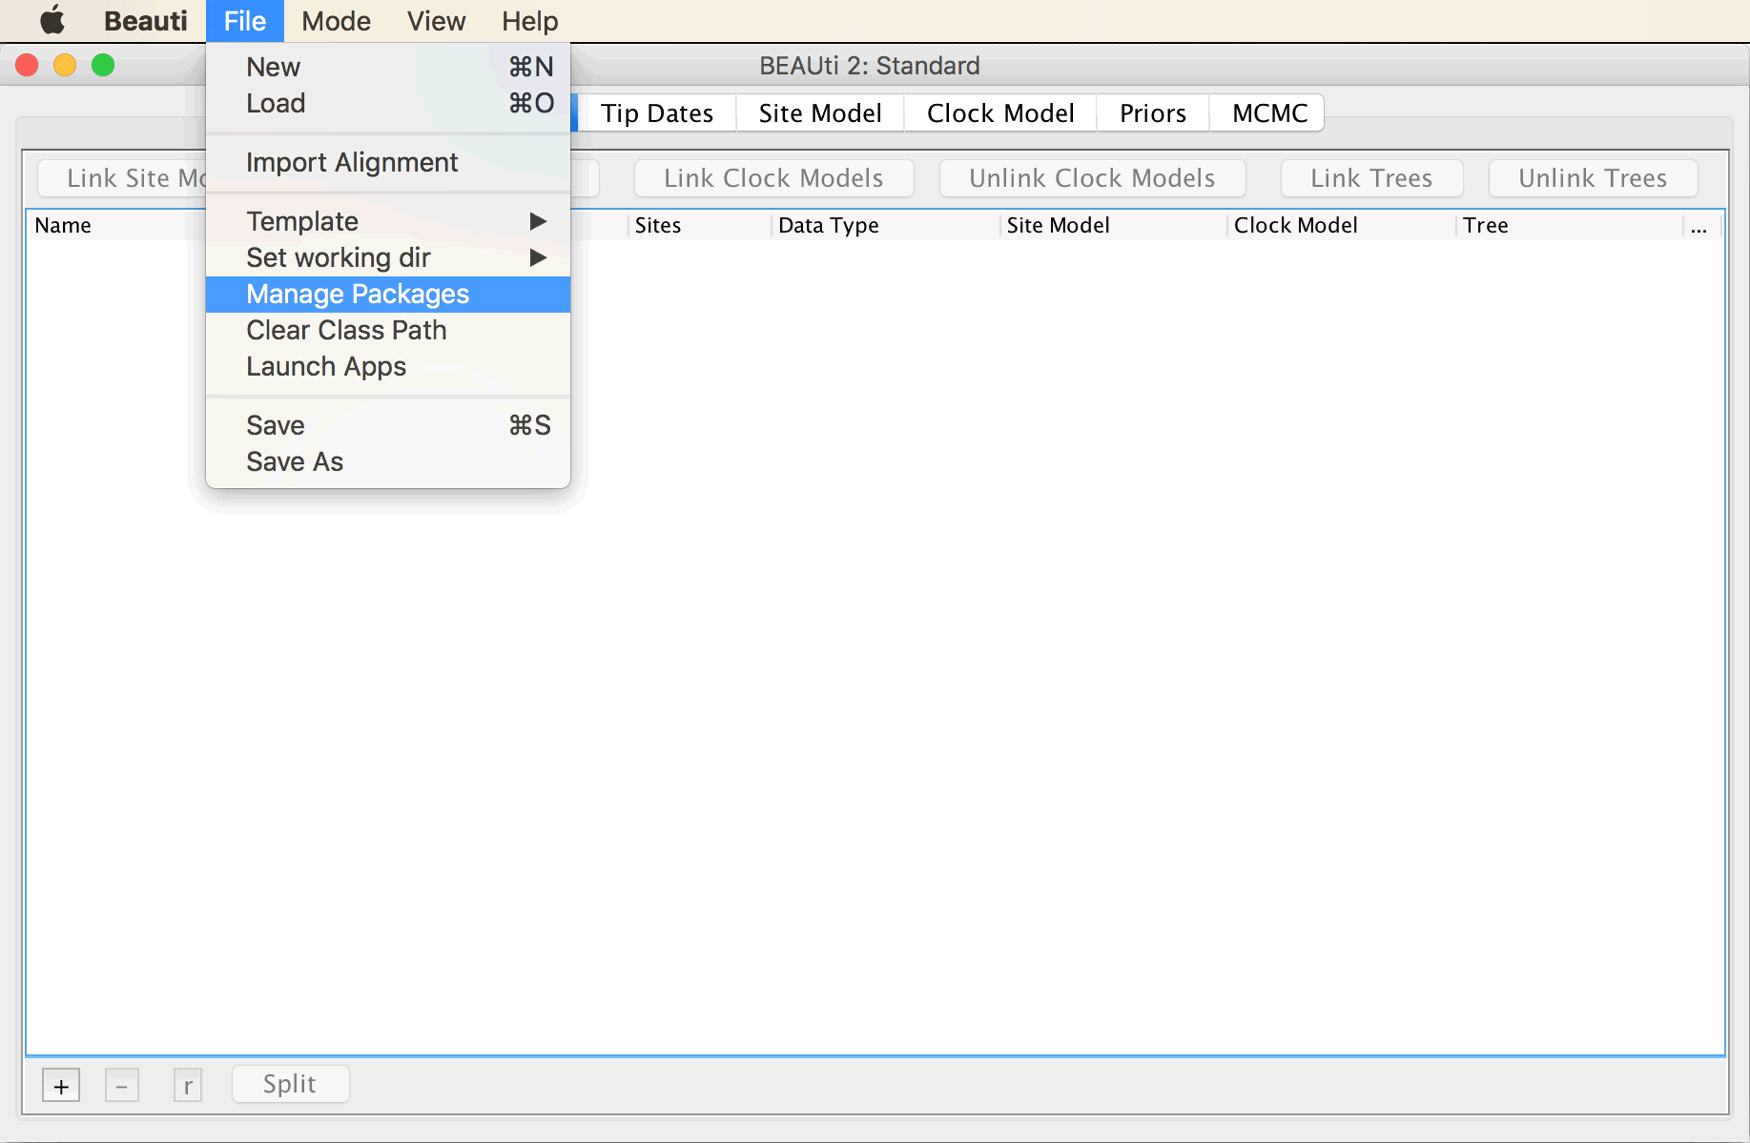 Beauti File Mode View Help
BEAUti 2: Standard
New ⌘N
Load ⌘O
Import Alignment
Template ▶
Set working dir ▶
Manage Packages
Clear Class Path
Launch Apps
Save ⌘S
Save As
Tip Dates Site Model Clock Model Priors MCMC
Link Site Mo Link Clock Models Unlink Clock Models Link Trees Unlink Trees
Name Sites Data Type Site Model Clock Model Tree ...
+ - r Split